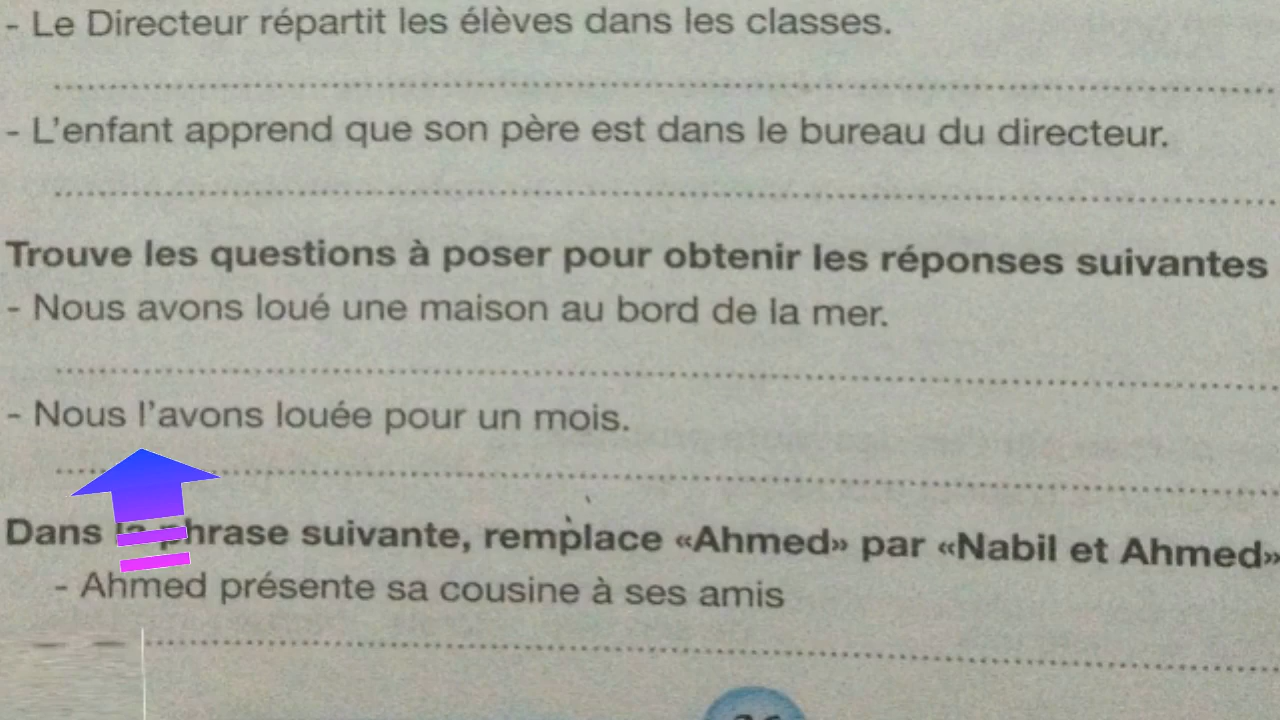 - Le Directeur répartit les élèves dans les classes.
- L'enfant apprend que son père est dans le bureau du directeur.
Trouve les questions à poser pour obtenir les réponses suivantes
- Nous avons loué une maison au bord de la mer.
- Nous l'avons louée pour un mois.
Dans la phrase suivante, remplace «Ahmed» par «Nabil et Ahmed»
- Ahmed présente sa cousine à ses amis